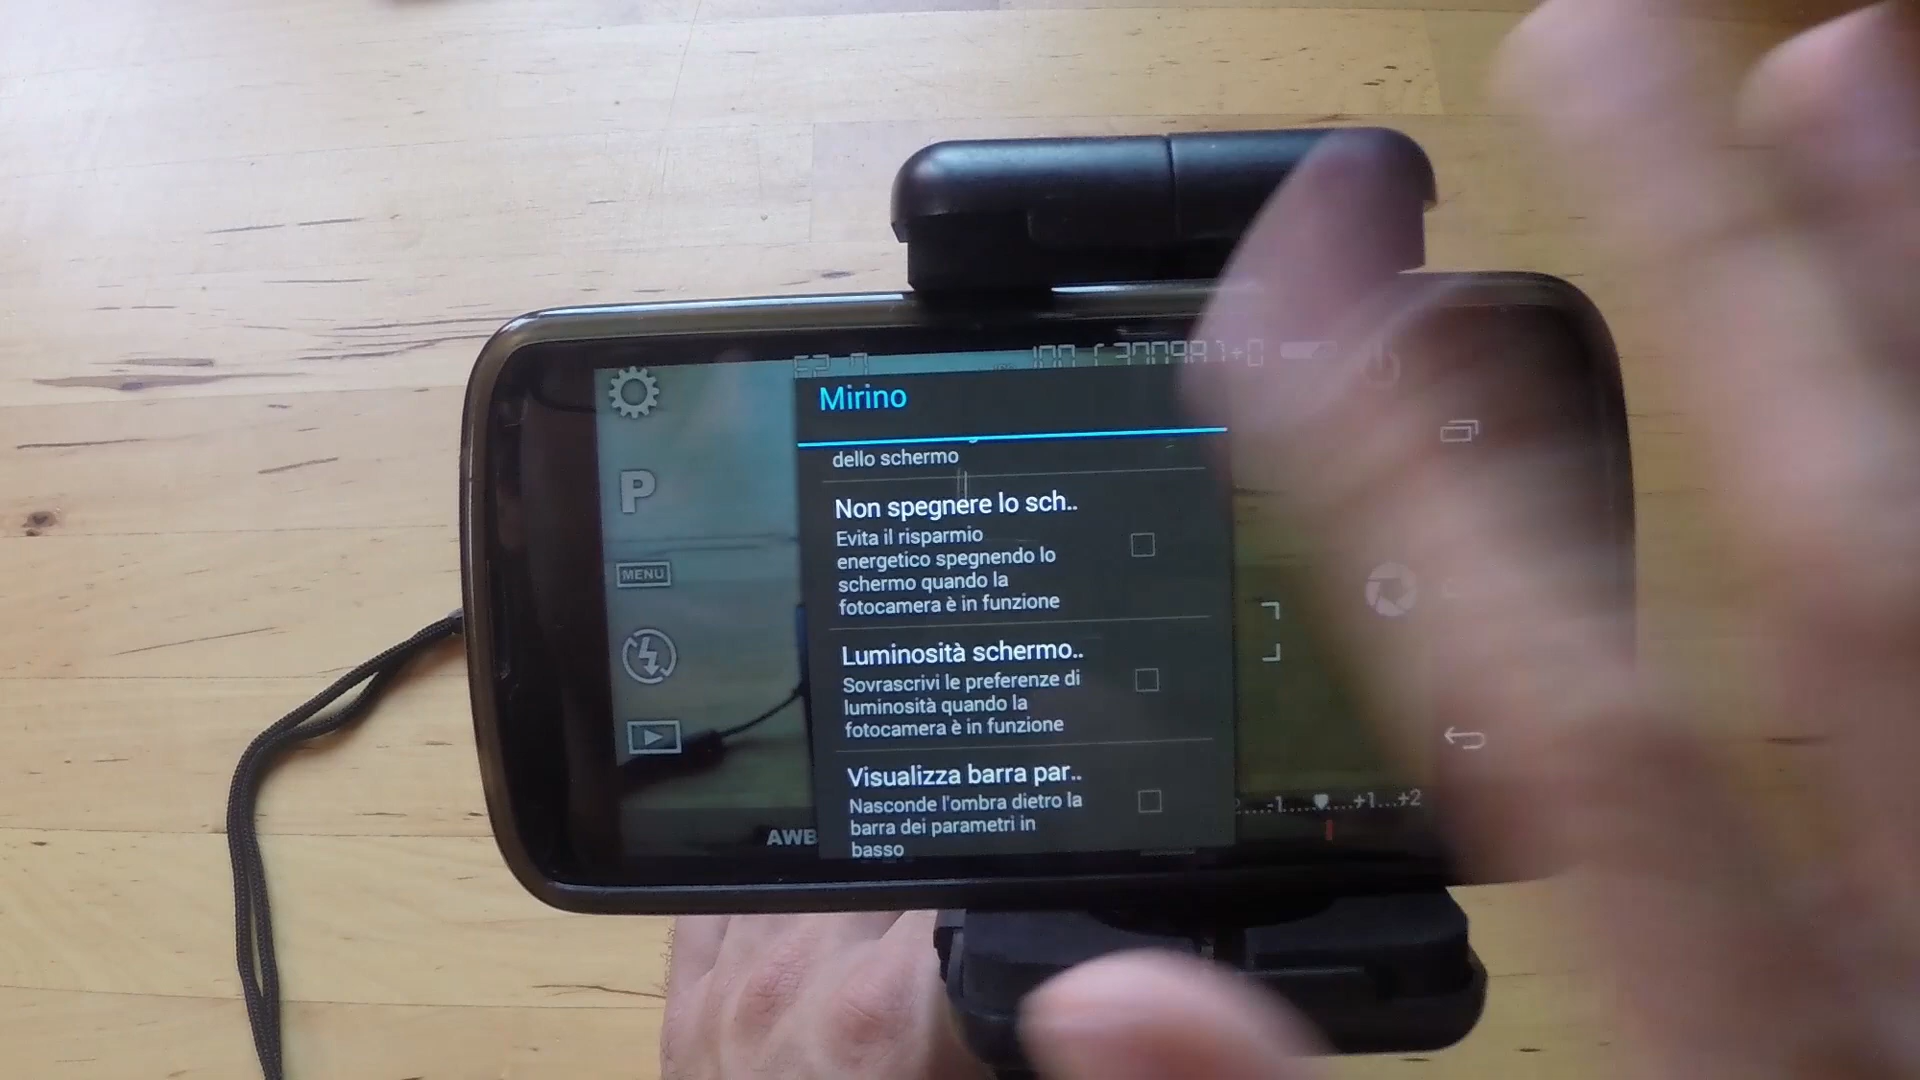 Mirino
dello schermo
Non spegnere lo sch..
Evita il risparmio
energetico spegnendo lo
schermo quando la
fotocamera è in funzione
Luminosità schermo..
Sovrascrivi le preferenze di
luminosità quando la
fotocamera è in funzione
Visualizza barra par..
Nasconde l'ombra dietro la
barra dei parametri in
basso
P
MENU
AWB
-1....+1...+2